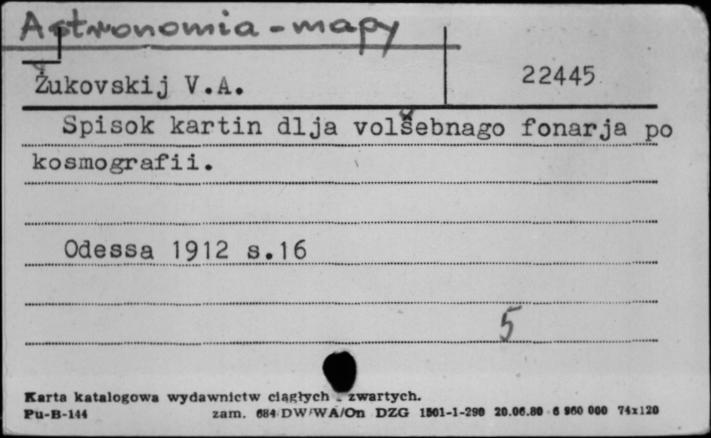 Astronomia - mapy
Žukovskij V.A.
22445
Spisok kartin dlja volšebnago fonarja po
kosmografii.
Odessa 1912 s.16
5
Karta katalogowa wydawnictw ciągłych - zwartych.
Pu-B-144
zam. 684 DW/WA/On DZG 1501-1-290 20.06.80 6 960 000 74x120